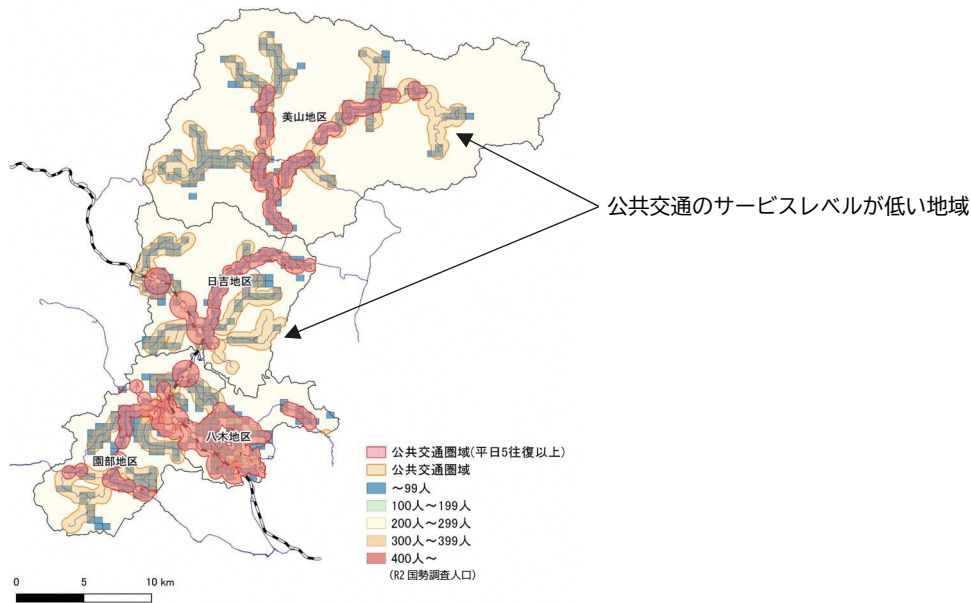 美山地区
公共交通のサービスレベルが低い地域
日吉地区
八木地区
園部地区
公共交通圏域(平日5往復以上)
公共交通圏域
～99人
100人～199人
200人～299人
300人～399人
400人～
(R2 国勢調査人口)
0 5 10 km